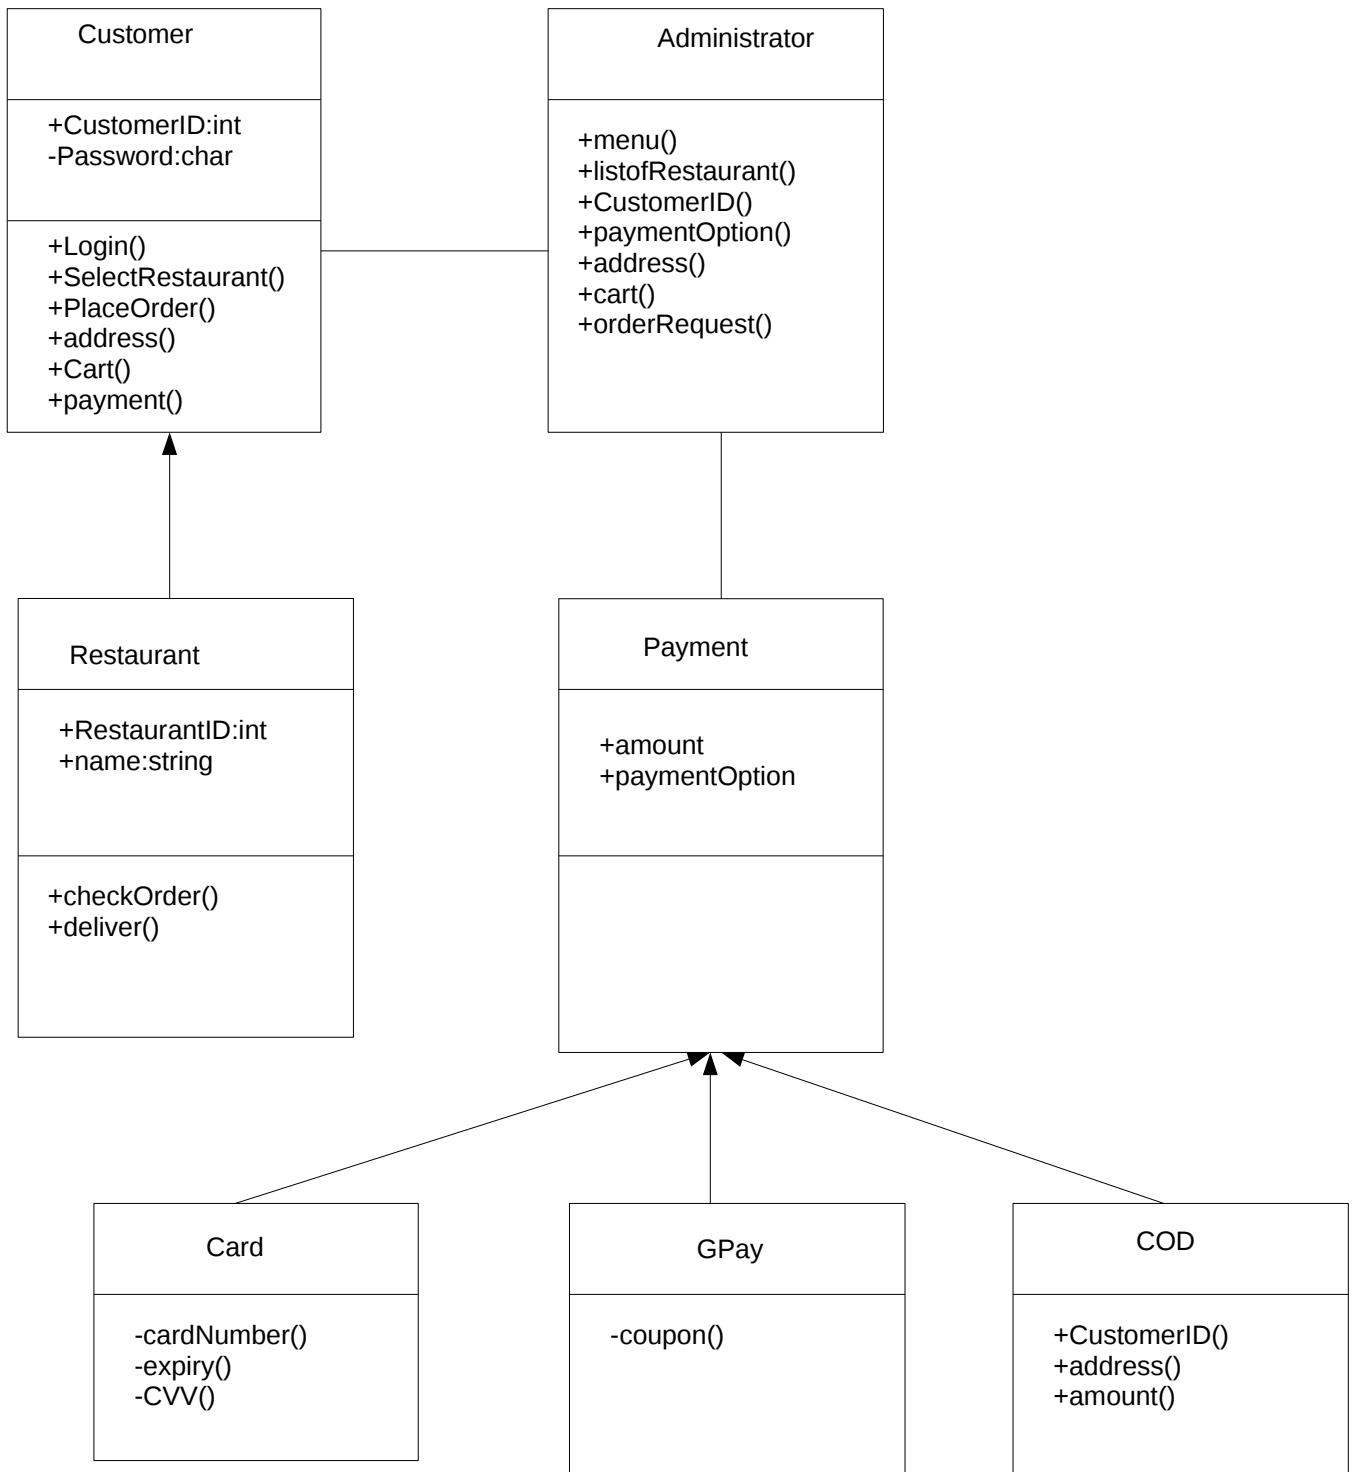 Customer
+CustomerID:int
-Password:char
+Login()
+SelectRestaurant()
+PlaceOrder()
+address()
+Cart()
+payment()
Administrator
+menu()
+listofRestaurant()
+CustomerID()
+paymentOption()
+address()
+cart()
+orderRequest()
Restaurant
+RestaurantID:int
+name:string
+checkOrder()
+deliver()
Payment
+amount
+paymentOption
Card
-cardNumber()
-expiry()
-CVV()
GPay
-coupon()
COD
+CustomerID()
+address()
+amount()